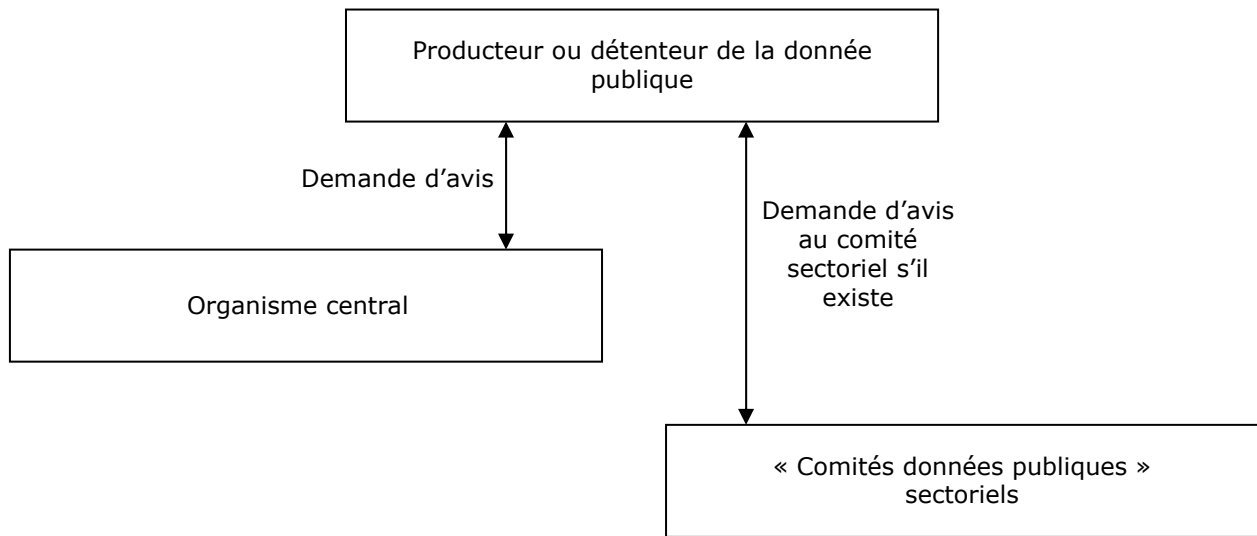 Producteur ou détenteur de la donnée
publique
Demande d’avis
Demande d’avis
au comité
sectoriel s’il
existe
Organisme central
« Comités données publiques »
sectoriels